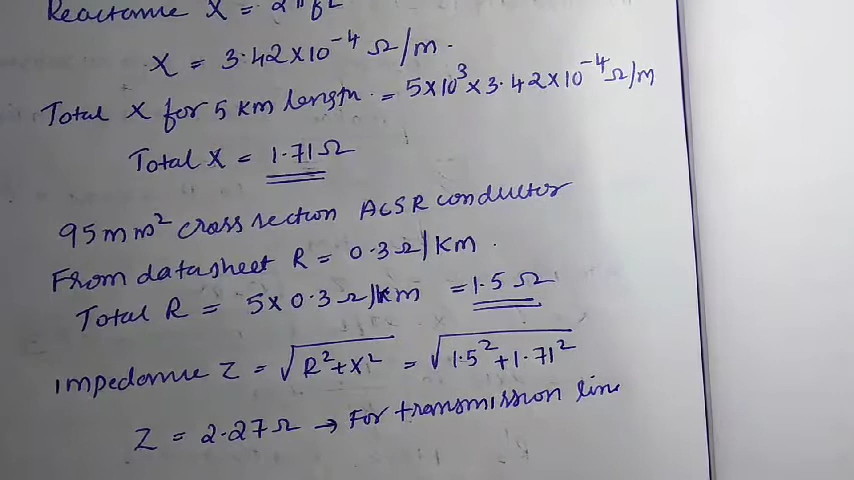 Reactance X = 2πfL
X = 3.42×10⁻⁴ Ω/m.
Total X for 5 km length = 5×10³×3.42×10⁻⁴Ω/m
Total X = 1.71Ω
95mm² cross section ACSR conductor
From datasheet R = 0.3Ω/Km.
Total R = 5×0.3Ω/km = 1.5 Ω
Impedance Z = √R²+X² = √1.5²+1.71²
Z = 2.27Ω → For transmission line